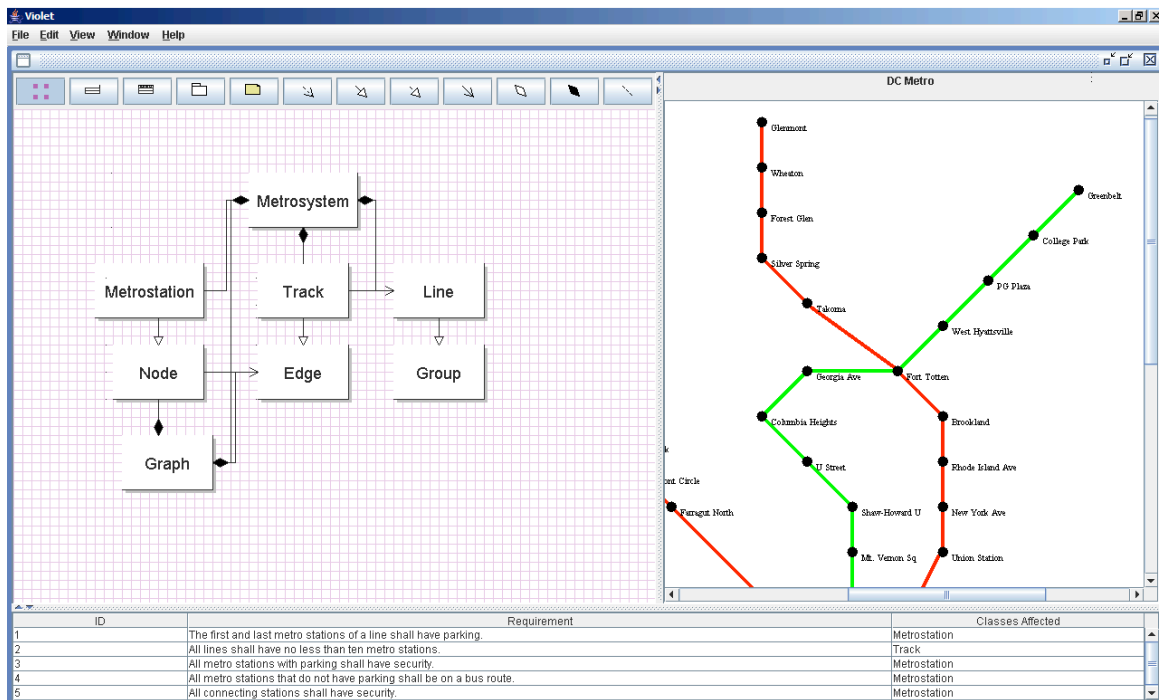 Violet
File Edit View Window Help
DC Metro
Metrosystem
Metrostation
Track
Line
Node
Edge
Group
Graph
Glenmont
Wheaton
Forest Glen
Silver Spring
Takoma
Greenbelt
College Park
PG Plaza
West Hyattsville
Georgia Ave
Fort Totten
Columbia Heights
Brookland
U Street
Rhode Island Ave
k
ont Circle
Farragut North
Shaw-Howard U
New York Ave
Mt. Vernon Sq
Union Station
ID Requirement Classes Affected
1 The first and last metro stations of a line shall have parking. Metrostation
2 All lines shall have no less than ten metro stations. Track
3 All metro stations with parking shall have security. Metrostation
4 All metro stations that do not have parking shall be on a bus route. Metrostation
5 All connecting stations shall have security. Metrostation